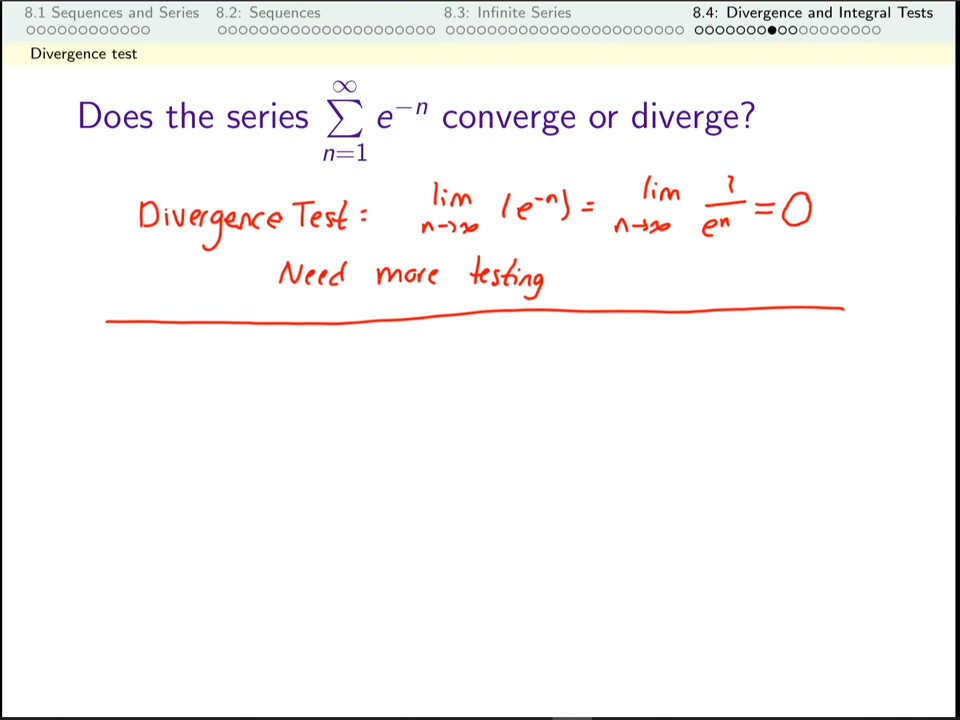 8.1 Sequences and Series 8.2: Sequences 8.3: Infinite Series 8.4: Divergence and Integral Tests
Divergence test
Does the series ∑_{n=1}^{∞} e^{−n} converge or diverge?
Divergence Test: lim_{n→∞} (e^{-n}) = lim_{n→∞} 1/e^n = 0
Need more testing